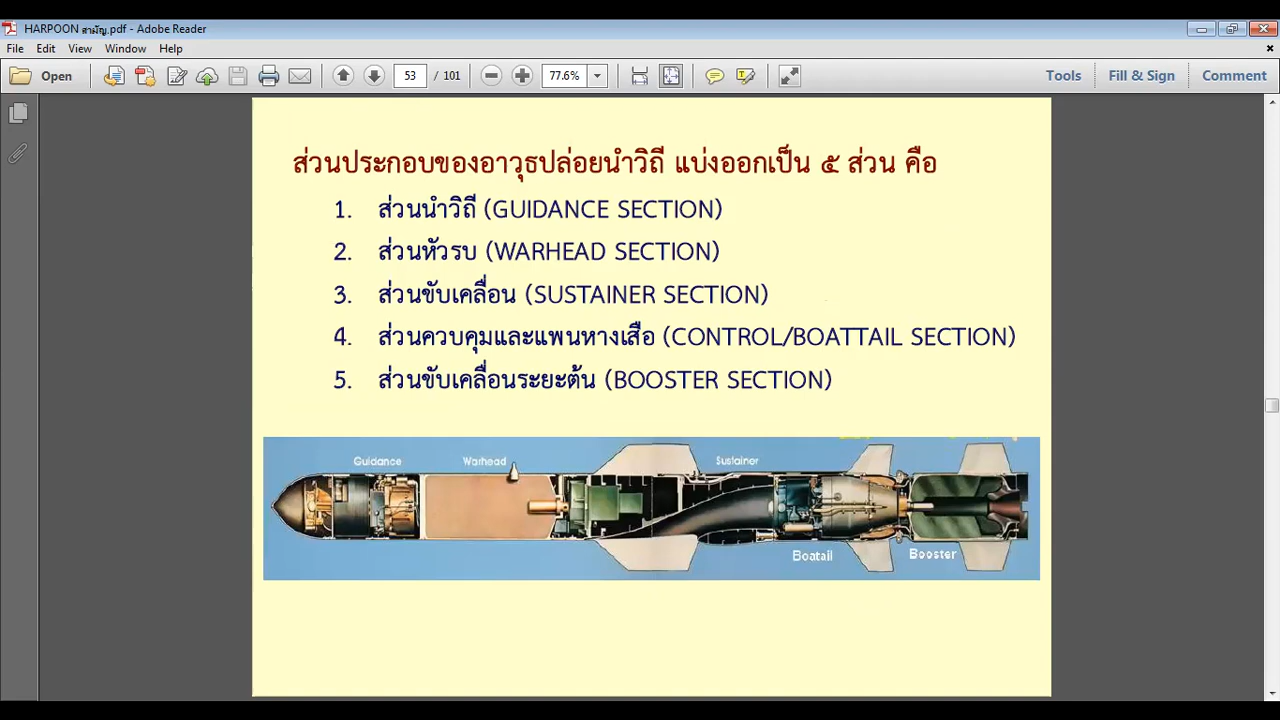 HARPOON สามัญ.pdf - Adobe Reader
File Edit View Window Help
Open 53 / 101 77.6% Tools Fill & Sign Comment
ส่วนประกอบของอาวุธปล่อยนำวิถี แบ่งออกเป็น ๕ ส่วน คือ
1. ส่วนนำวิถี (GUIDANCE SECTION)
2. ส่วนหัวรบ (WARHEAD SECTION)
3. ส่วนขับเคลื่อน (SUSTAINER SECTION)
4. ส่วนควบคุมและแพนหางเสือ (CONTROL/BOATTAIL SECTION)
5. ส่วนขับเคลื่อนระยะต้น (BOOSTER SECTION)
Guidance Warhead Sustainer
Boatail Booster